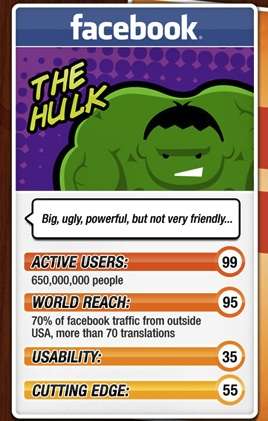 facebook®
THE
HULK
Big, ugly, powerful, but not very friendly...
ACTIVE USERS: 99
650,000,000 people
WORLD REACH: 95
70% of facebook traffic from outside
USA, more than 70 translations
USABILITY: 35
CUTTING EDGE: 55